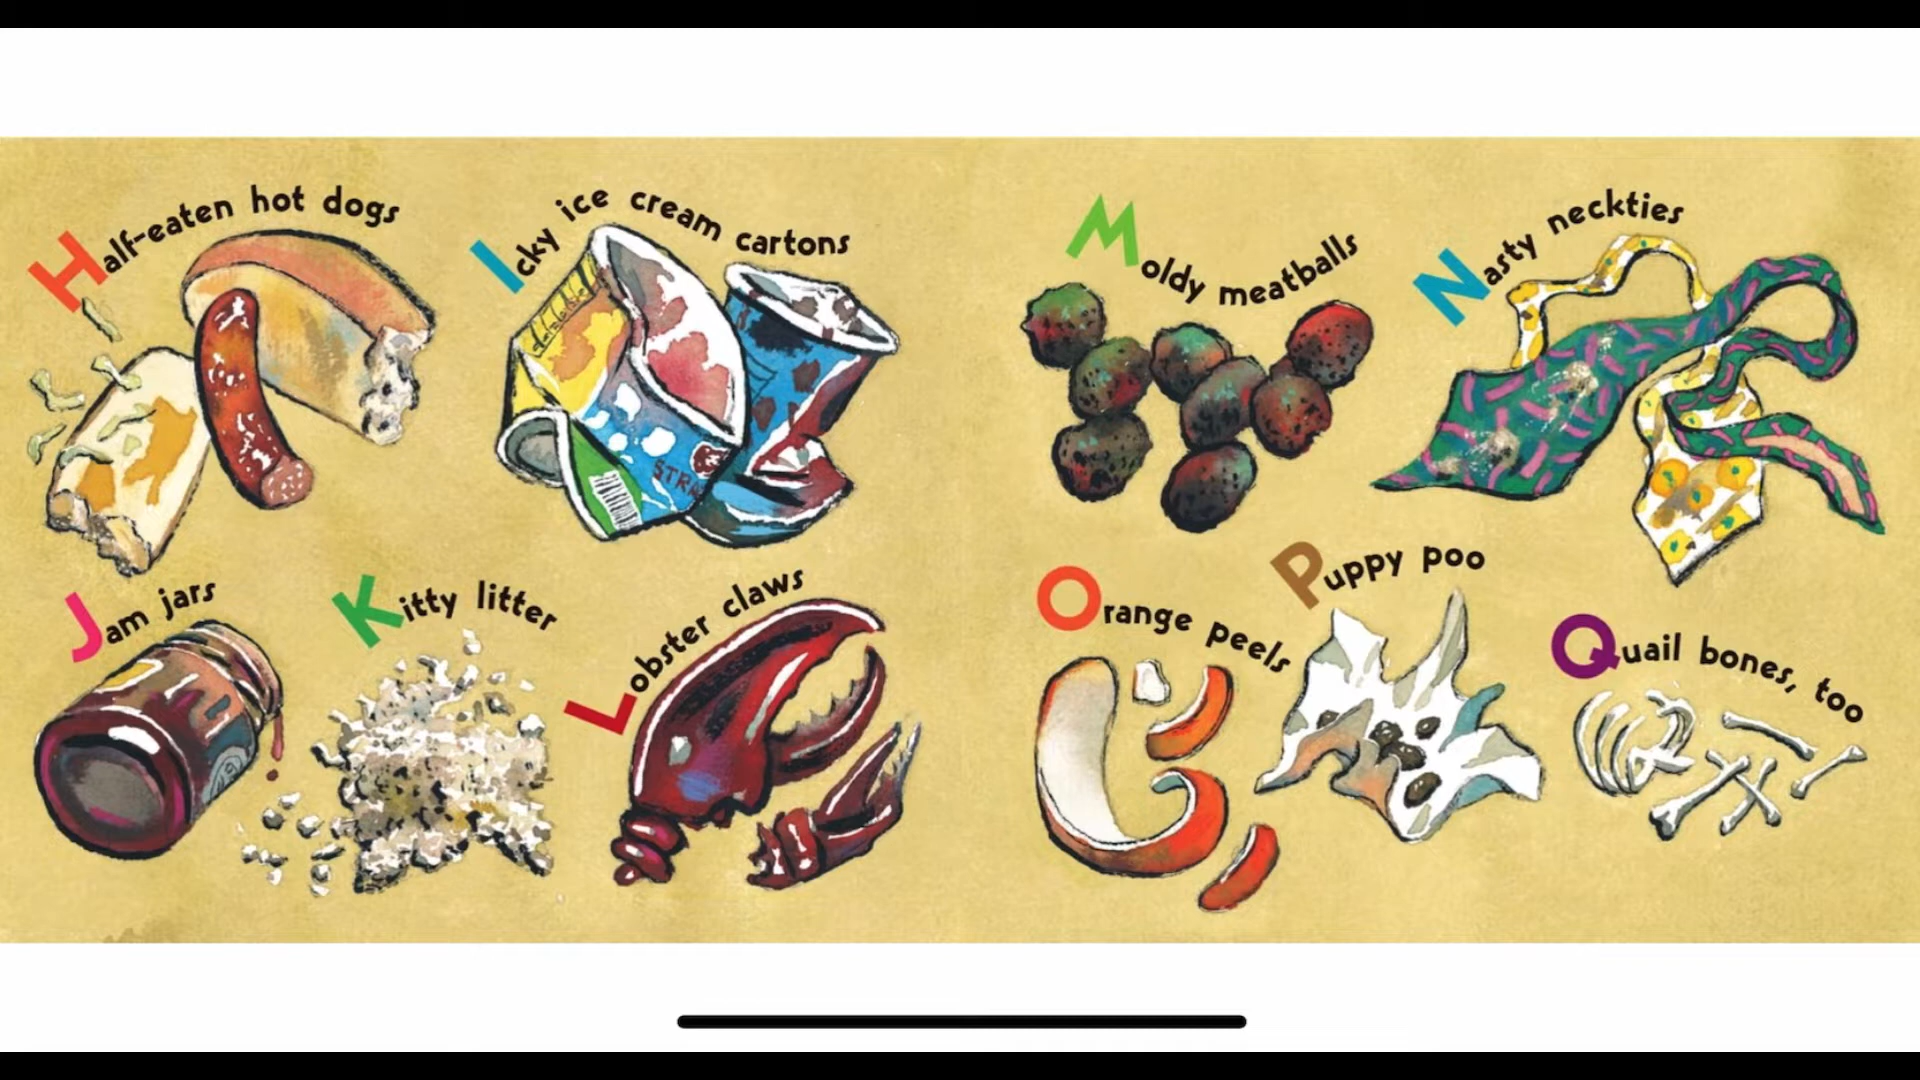 Half-eaten hot dogs
Icky ice cream cartons
Jam jars
Kitty litter
Lobster claws
Moldy meatballs
Nasty neckties
Orange peels
Puppy poo
Quail bones, too
STRA